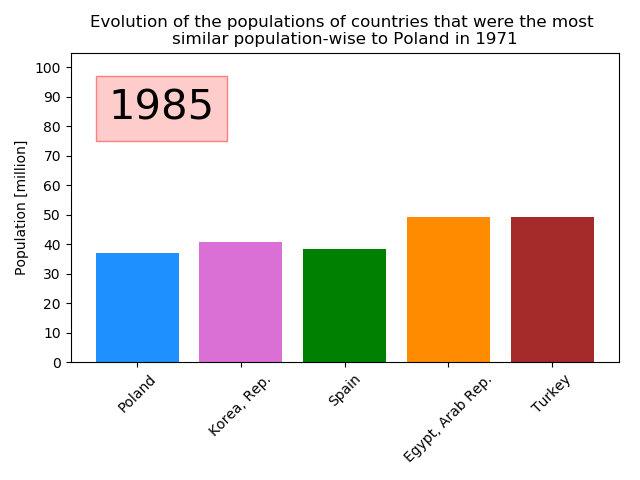 Evolution of the populations of countries that were the most
similar population-wise to Poland in 1971
1985
Population [million]
100
90
80
70
60
50
40
30
20
10
0
Poland
Korea, Rep.
Spain
Egypt, Arab Rep.
Turkey